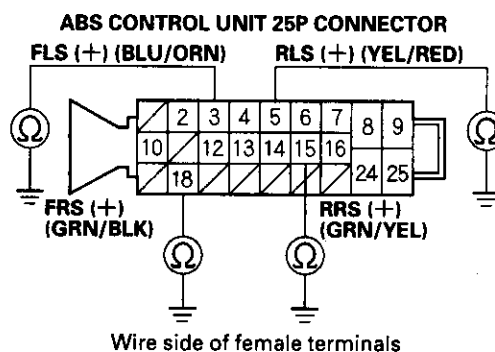 ABS CONTROL UNIT 25P CONNECTOR
FLS (+) (BLU/ORN) RLS (+) (YEL/RED)
Ω Ω
2 3 4 5 6 7 8 9
10 12 13 14 15 16
18 24 25
FRS (+) RRS (+)
(GRN/BLK) (GRN/YEL)
Ω Ω
Wire side of female terminals